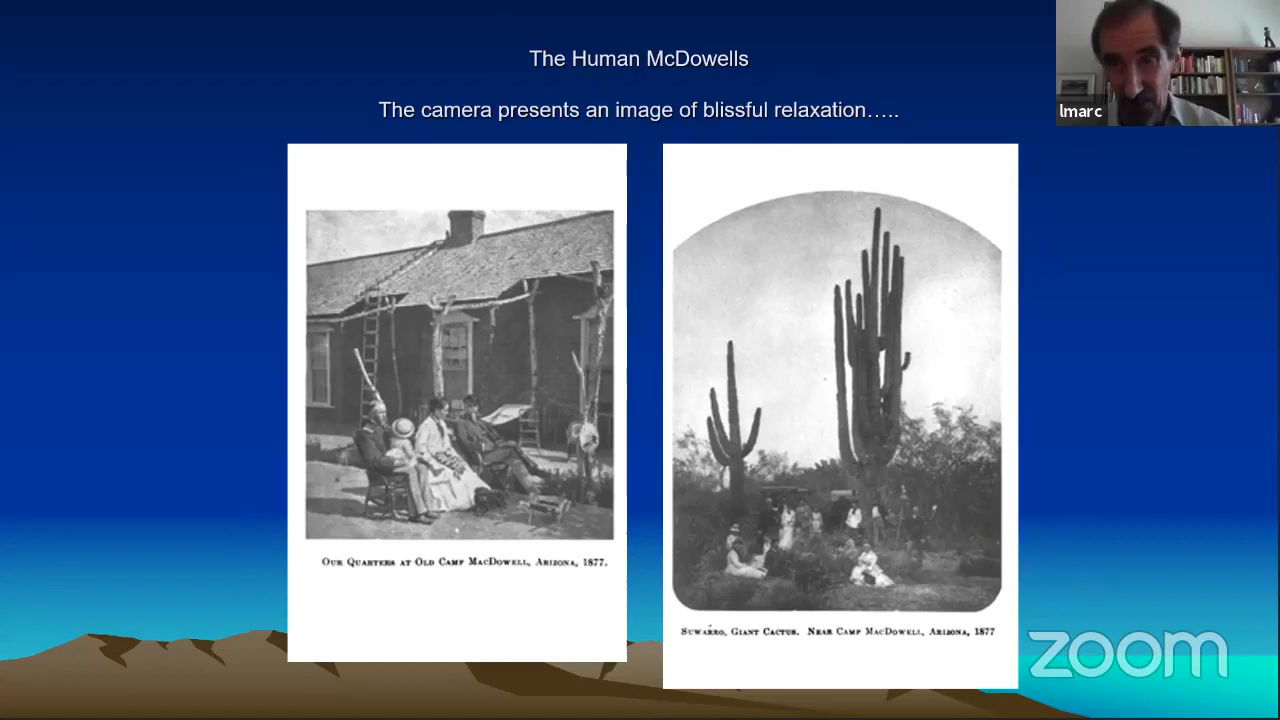 The Human McDowells
The camera presents an image of blissful relaxation…..
lmarc
Our Quarters at Old Camp MacDowell, Arizona, 1877.
Suwárro, Giant Cactus. Near Camp MacDowell, Arizona, 1877
zoom